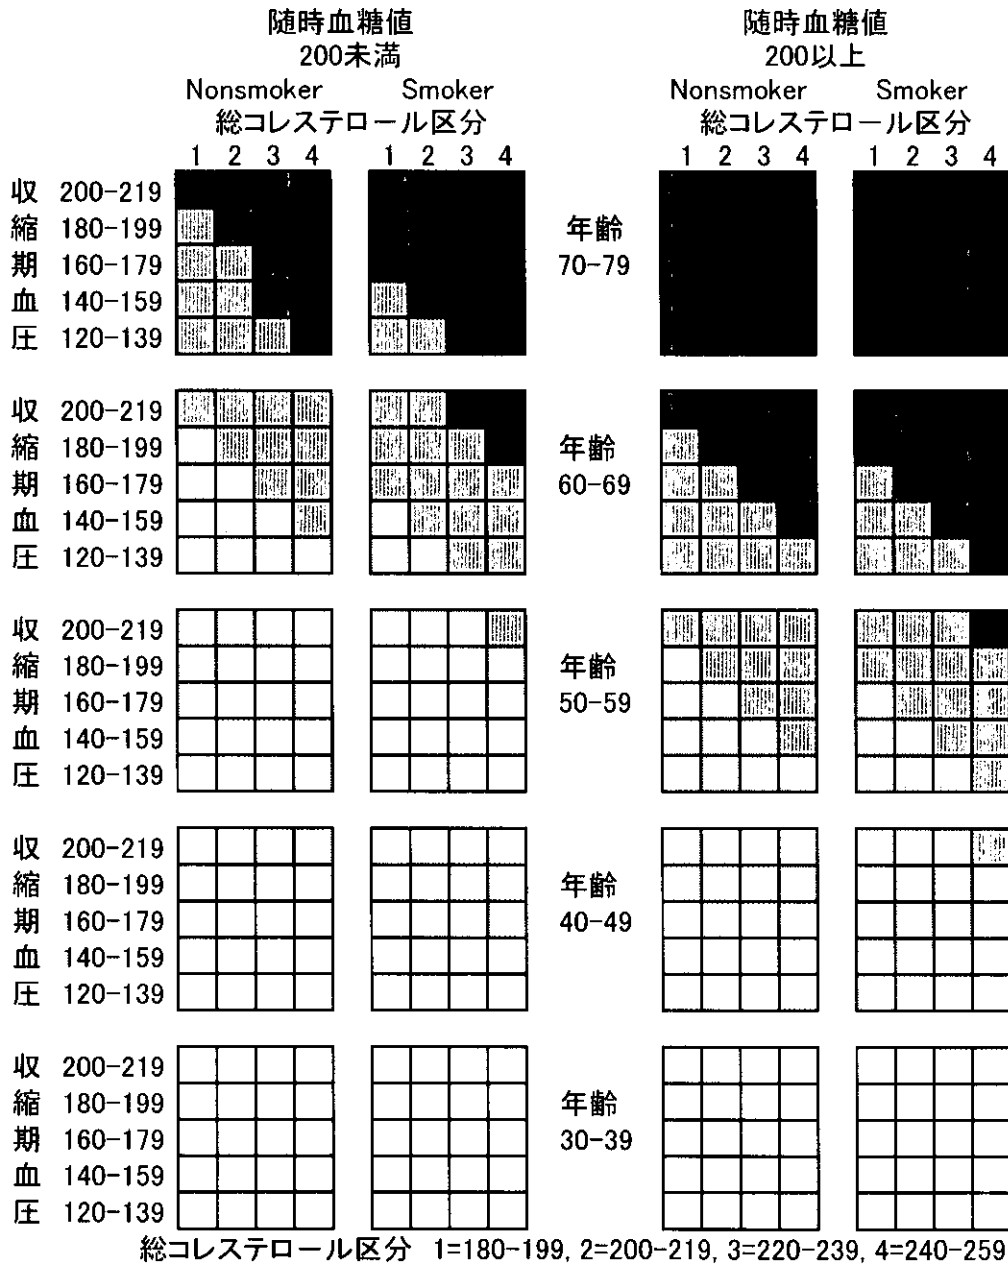 随時血糖値 随時血糖値
200未満 200以上
Nonsmoker Smoker Nonsmoker Smoker
総コレステロール区分 総コレステロール区分
1 2 3 4 1 2 3 4 1 2 3 4 1 2 3 4
収 200-219
縮 180-199 年齢
期 160-179 70-79
血 140-159
圧 120-139
収 200-219
縮 180-199 年齢
期 160-179 60-69
血 140-159
圧 120-139
収 200-219
縮 180-199 年齢
期 160-179 50-59
血 140-159
圧 120-139
収 200-219
縮 180-199 年齢
期 160-179 40-49
血 140-159
圧 120-139
収 200-219
縮 180-199 年齢
期 160-179 30-39
血 140-159
圧 120-139
総コレステロール区分 1=180-199, 2=200-219, 3=220-239, 4=240-259